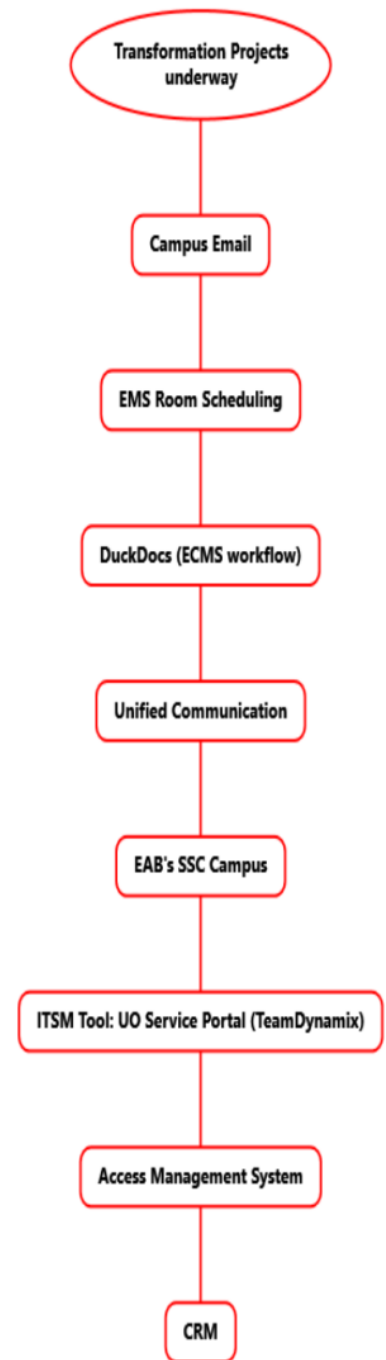 Transformation Projects
underway
Campus Email
EMS Room Scheduling
DuckDocs (ECMS workflow)
Unified Communication
EAB's SSC Campus
ITSM Tool: UO Service Portal (TeamDynamix)
Access Management System
CRM